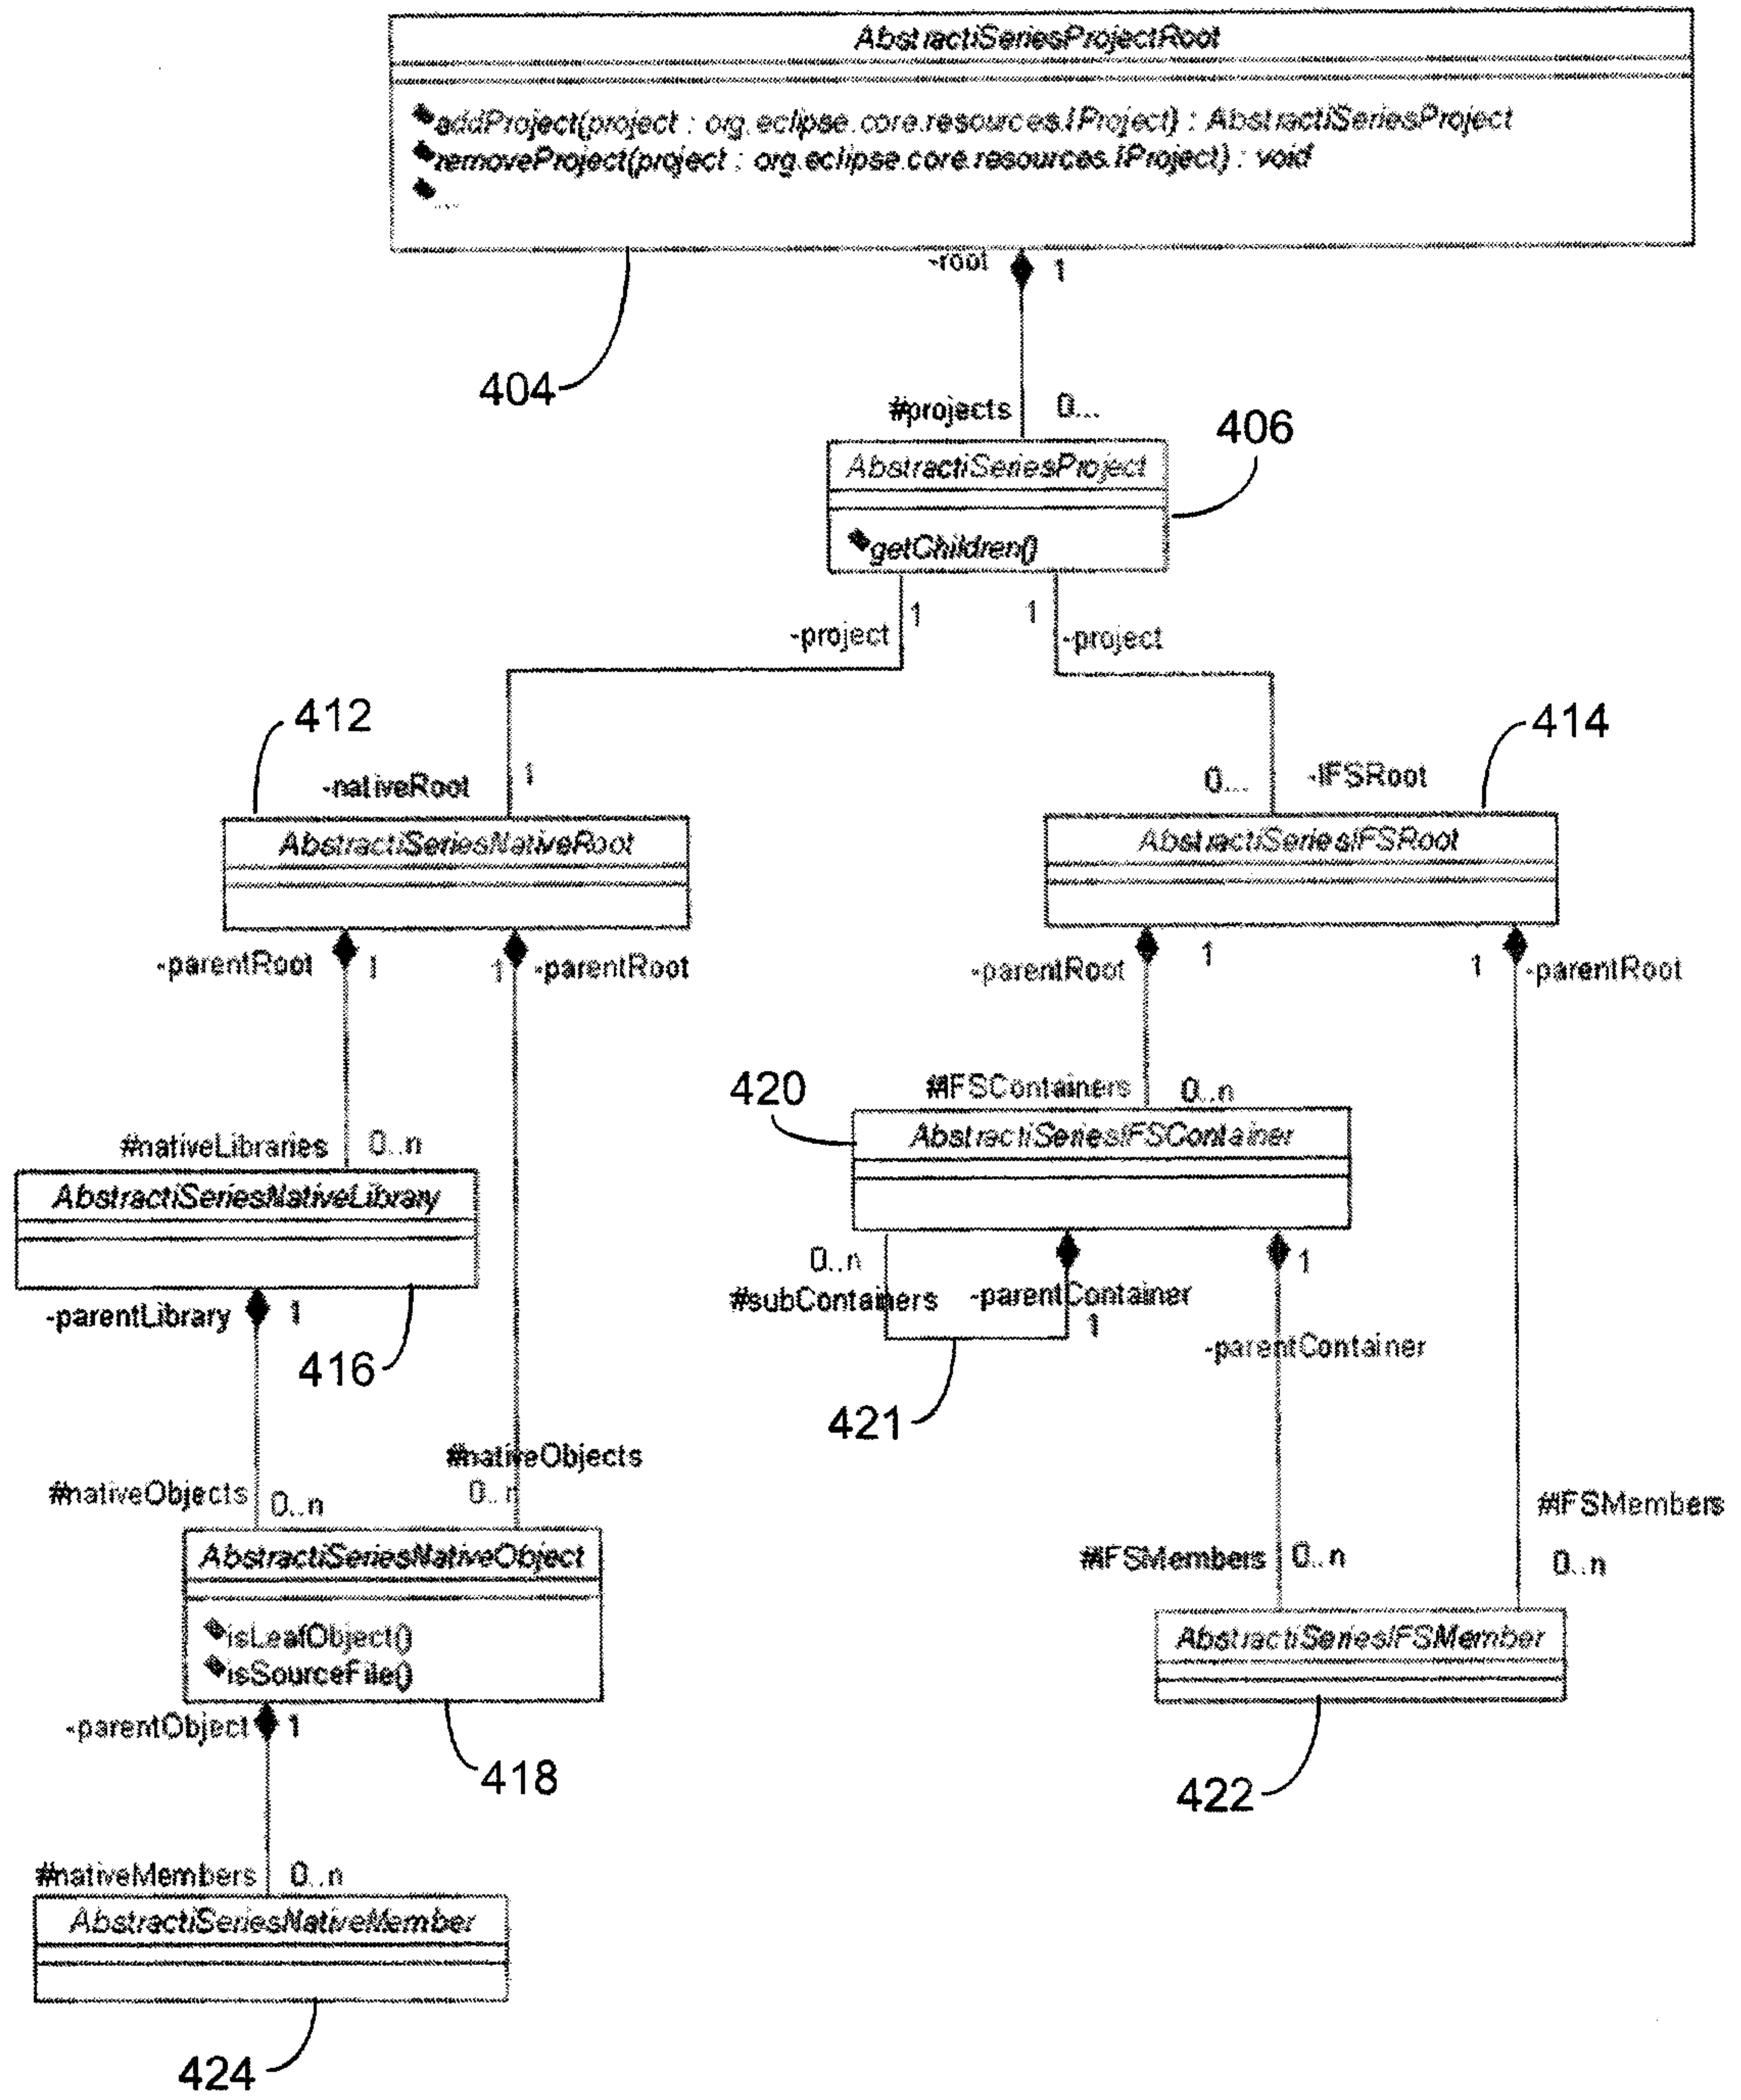 AbstractiSeriesProjectRoot
addProject(project : org.eclipse.core.resources.IProject) : AbstractiSeriesProject
removeProject(project : org.eclipse.core.resources.IProject) : void
...
-root 1
404
#projects 0...
406
AbstractiSeriesProject
getChildren()
1 1
-project -project
412 414
-nativeRoot 1 0... -IFSRoot
AbstractiSeriesNativeRoot AbstractiSeriesIFSRoot
-parentRoot 1 1 -parentRoot -parentRoot 1 1 -parentRoot
420 #IFSContainers 0..n
AbstractiSeriesIFSContainer
#nativeLibraries 0..n
AbstractiSeriesNativeLibrary
0..n 1
#subContainers -parentContainer
-parentLibrary 1 1
-parentContainer
416
421
#nativeObjects
#nativeObjects 0..n 0..n
#IFSMembers
AbstractiSeriesNativeObject
#IFSMembers 0..n 0..n
isLeafObject() AbstractiSeriesIFSMember
isSourceFile()
-parentObject 1
418 422
#nativeMembers 0..n
AbstractiSeriesNativeMember
424